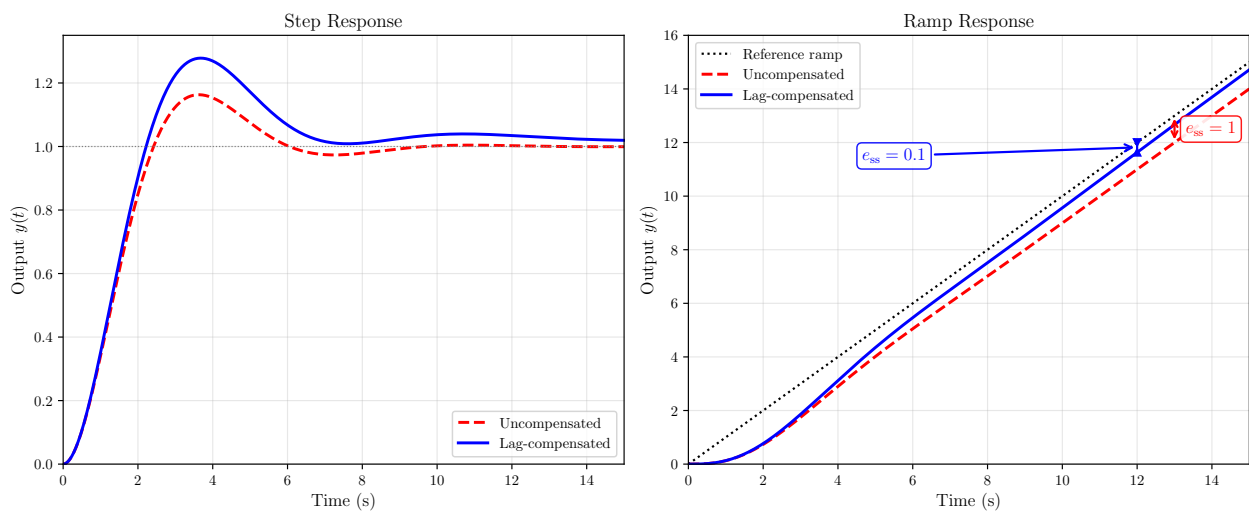 Step Response
Output y(t)
1.2
1.0
0.8
0.6
0.4
0.2
0.0
0 2 4 6 8 10 12 14
Time (s)
Uncompensated
Lag-compensated
Ramp Response
Output y(t)
16
14
12
10
8
6
4
2
0
0 2 4 6 8 10 12 14
Time (s)
Reference ramp
Uncompensated
Lag-compensated
e_ss = 1
e_ss = 0.1